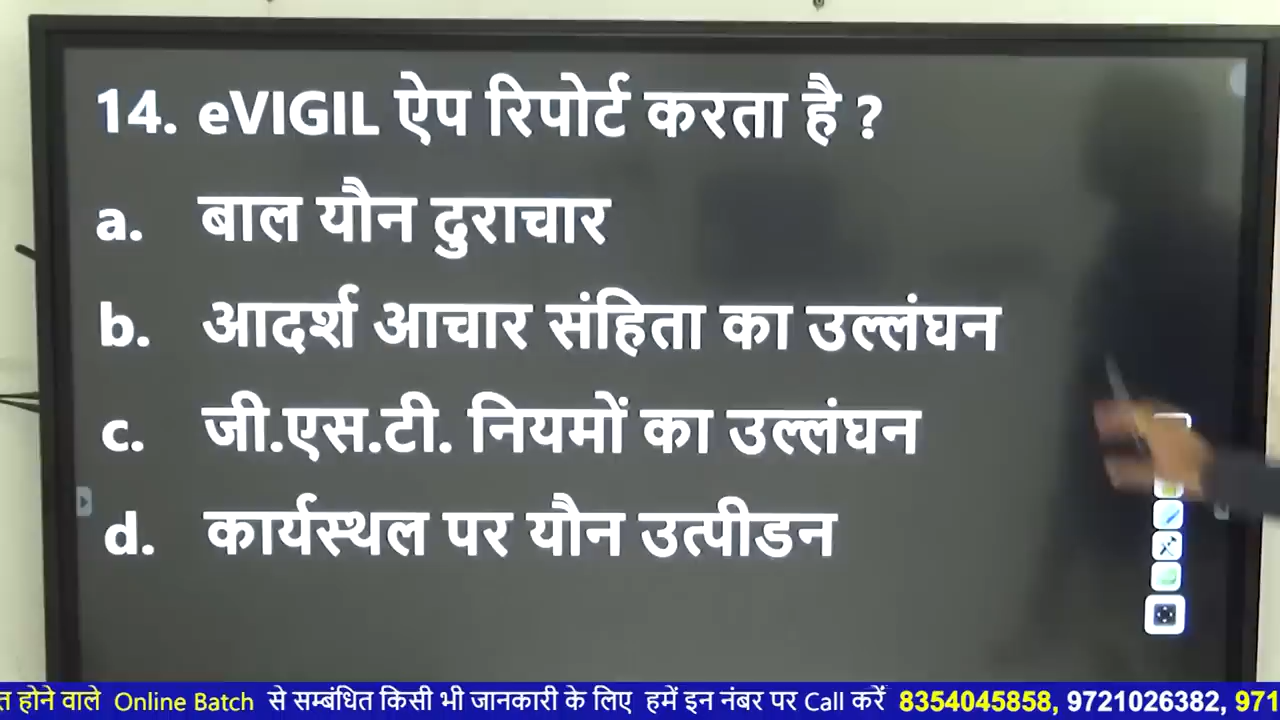 14. eVIGIL ऐप रिपोर्ट करता है ?
a. बाल यौन दुराचार
b. आदर्श आचार संहिता का उल्लंघन
c. जी.एस.टी. नियमों का उल्लंघन
d. कार्यस्थल पर यौन उत्पीडन
होने वाले Online Batch से सम्बंधित किसी भी जानकारी के लिए हमें इन नंबर पर Call करें 8354045858, 9721026382,